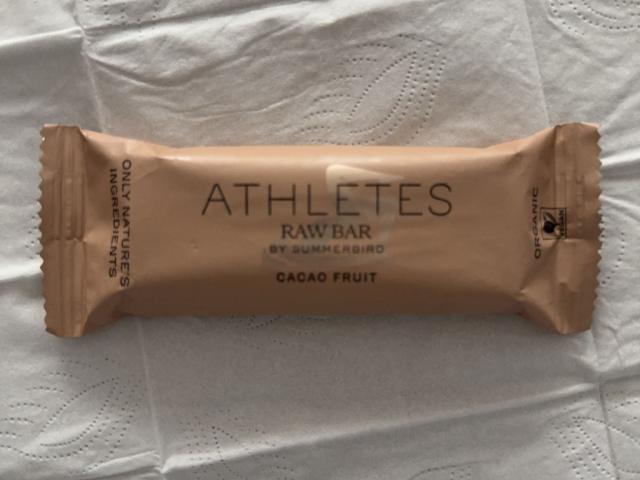 ONLY NATURE'S
INGREDIENTS
ATHLETES
RAW BAR
BY SUMMERBIRD
CACAO FRUIT
ORGANIC
VEGAN